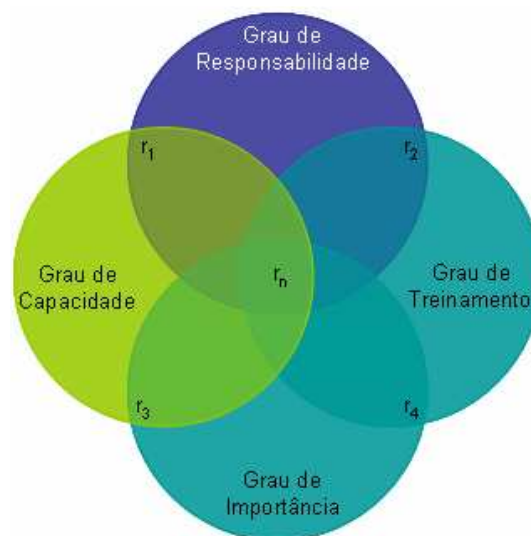 Grau de
Responsabilidade
r1
r2
Grau de
Capacidade
rn
Grau de
Treinamento
r3
r4
Grau de
Importância